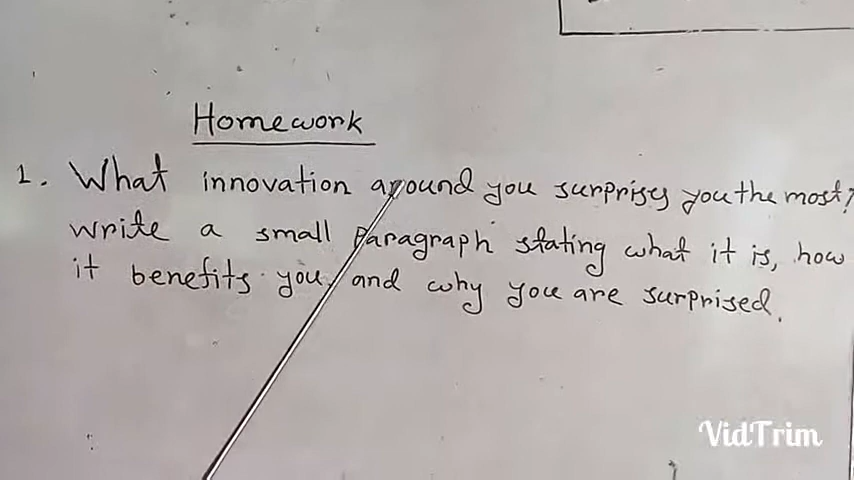 Homework
1. What innovation around you surprises you the most?
Write a small Paragraph stating what it is, how
it benefits you, and why you are surprised.
VidTrim